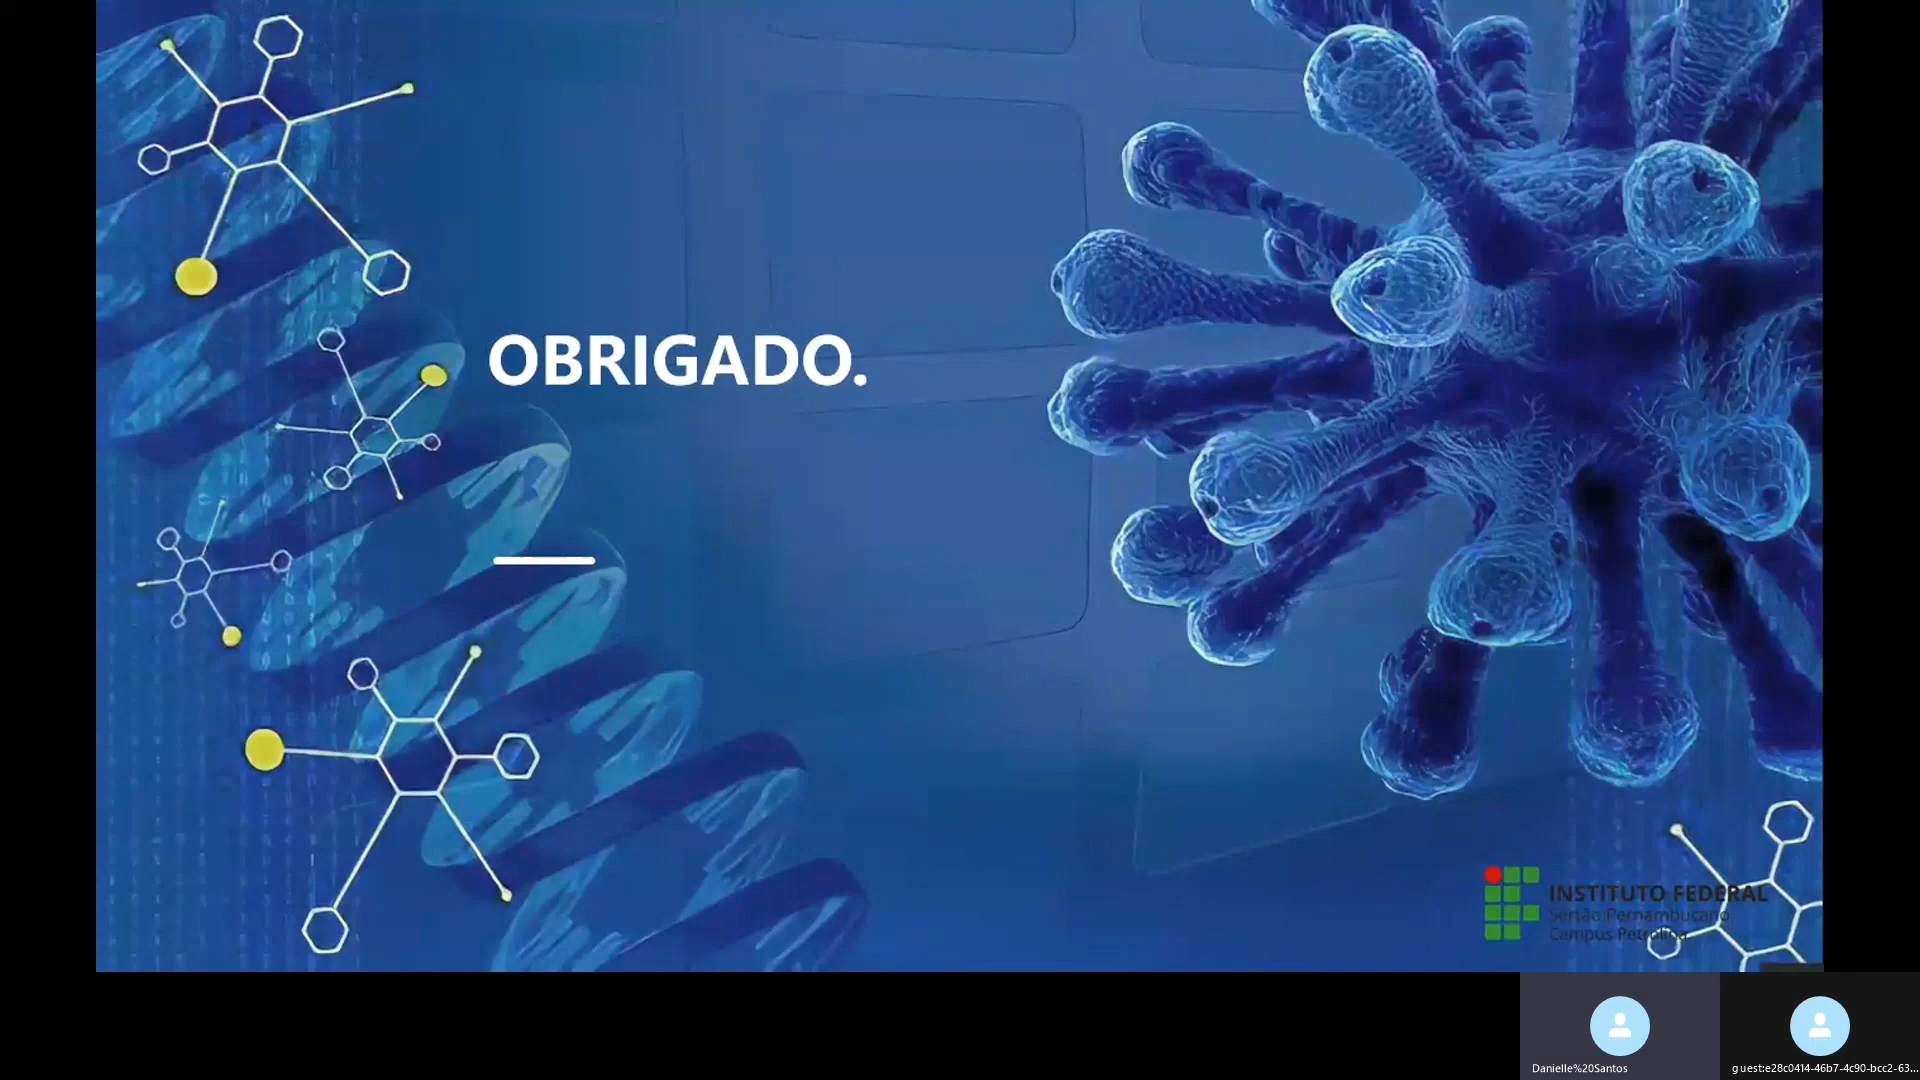 OBRIGADO.
INSTITUTO FEDERAL
Sertão Pernambucano
Campus Petrolina
Danielle%20Santos
guest:e28c0414-46b7-4c90-bcc2-63...